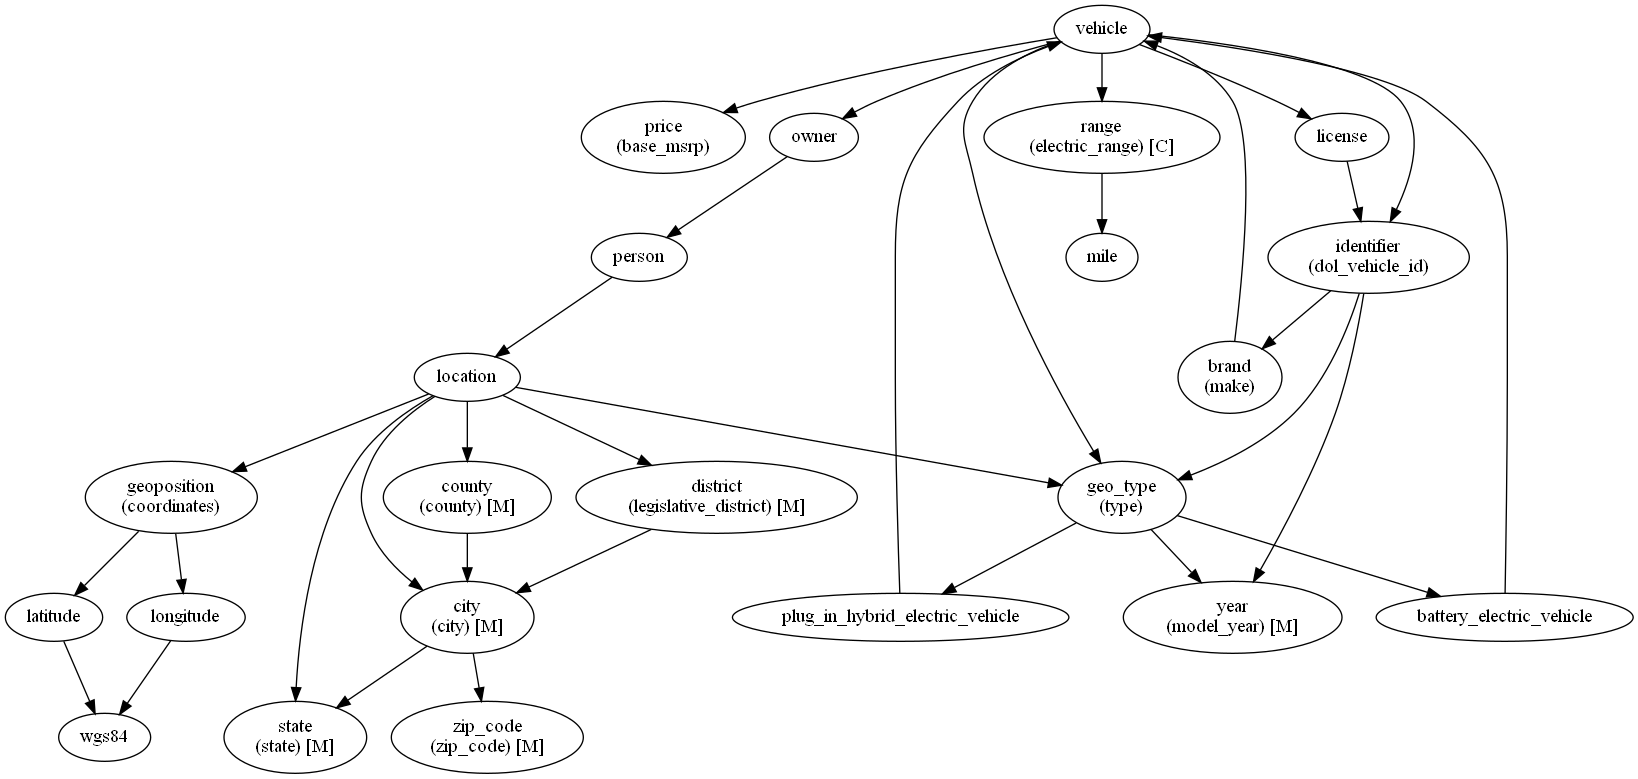 vehicle
price
(base_msrp)
owner
range
(electric_range) [C]
license
person
mile
identifier
(dol_vehicle_id)
location
brand
(make)
geoposition
(coordinates)
county
(county) [M]
district
(legislative_district) [M]
geo_type
(type)
latitude
longitude
city
(city) [M]
plug_in_hybrid_electric_vehicle
year
(model_year) [M]
battery_electric_vehicle
wgs84
state
(state) [M]
zip_code
(zip_code) [M]